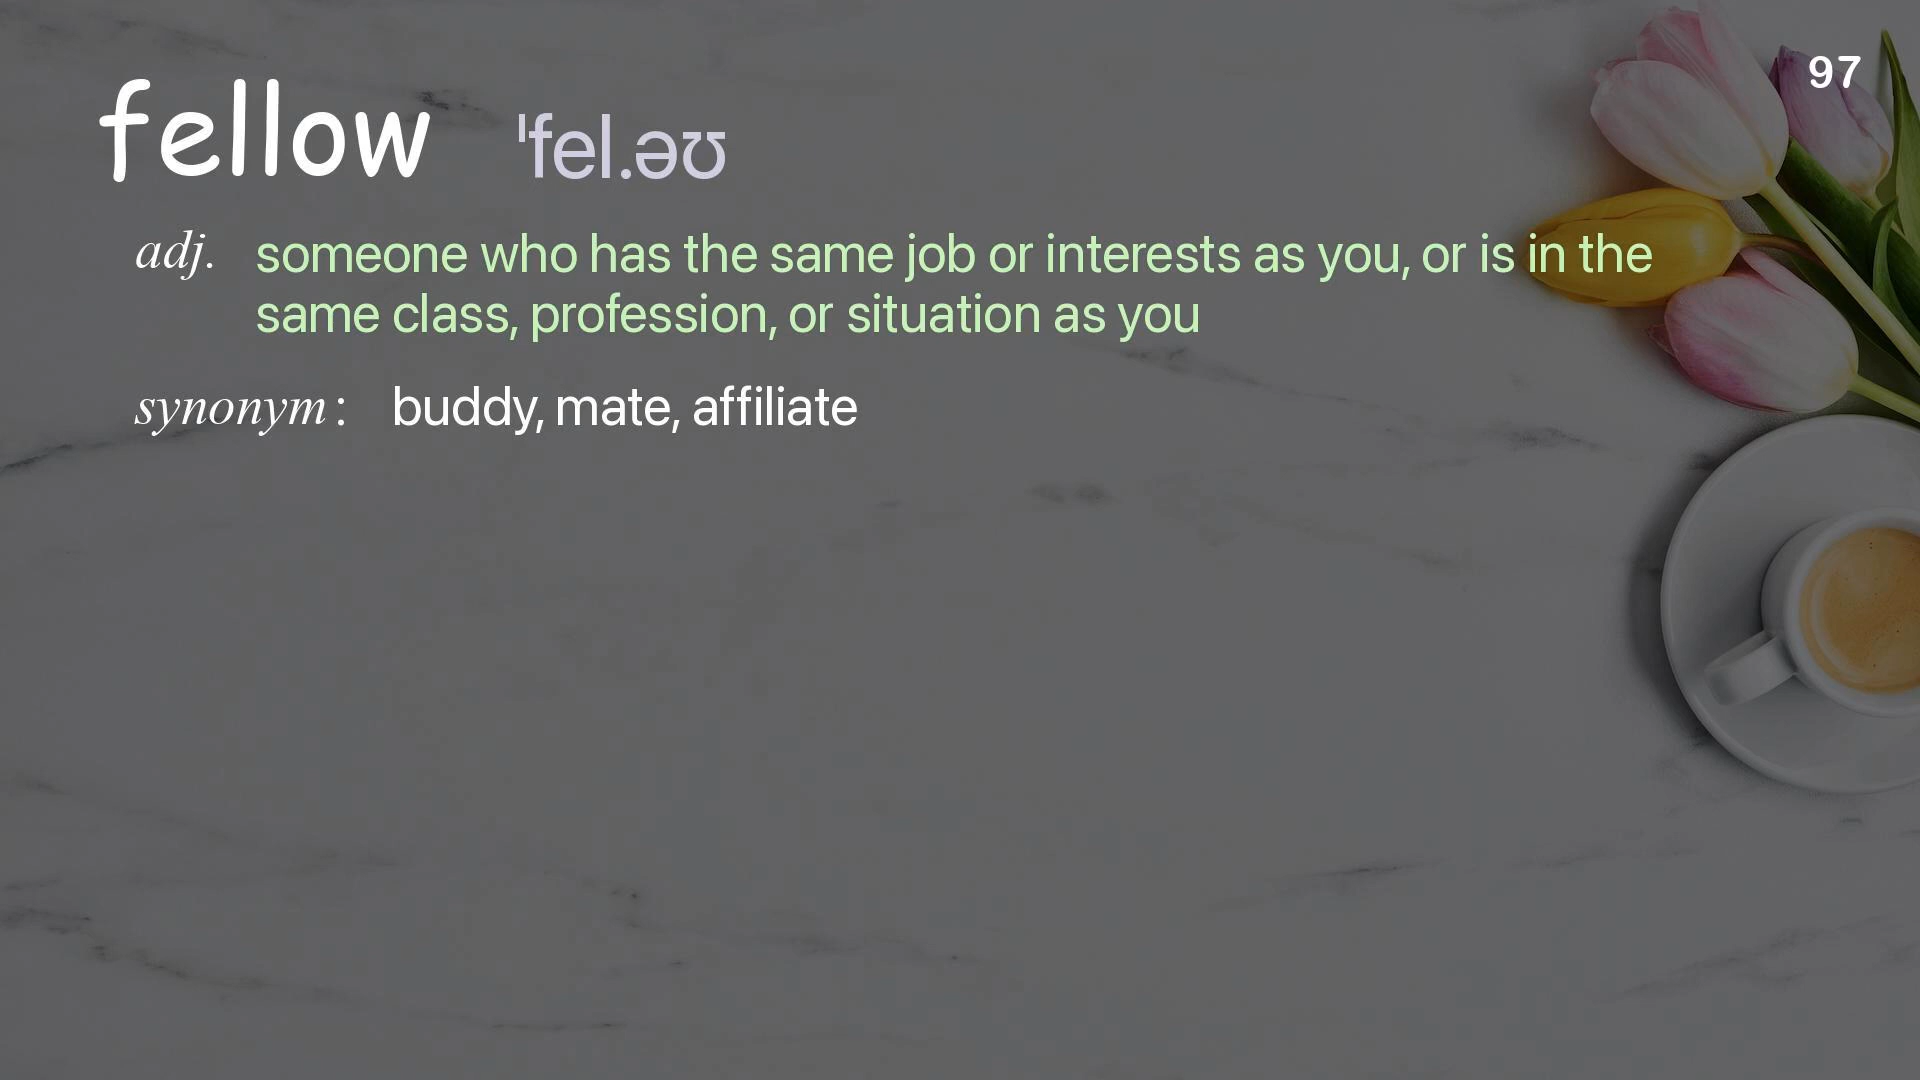 97
fellow ˈfel.əʊ
adj. someone who has the same job or interests as you, or is in the
same class, profession, or situation as you
synonym: buddy, mate, affiliate